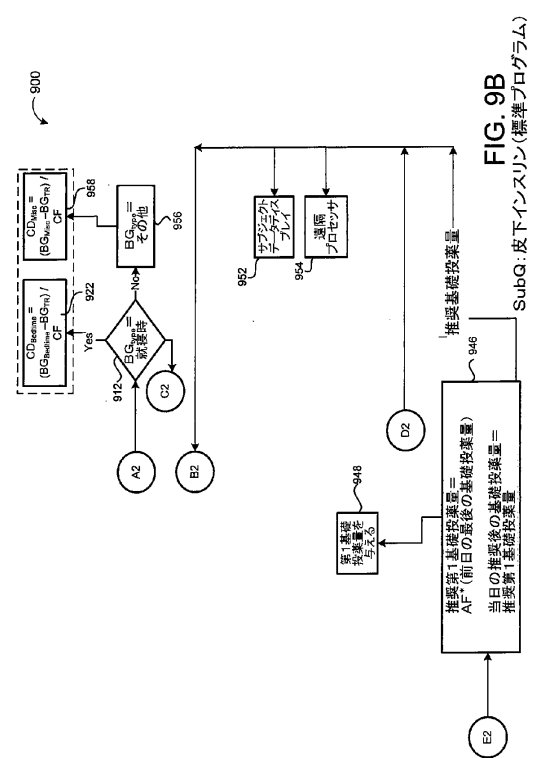 900
CD_Bedtime =
(BG_Bedtime–BG_TR) /
CF
922
CD_Misc =
(BG_Misc–BG_TR) /
CF
958
Yes
No
BG_type=
就寝時
912
BG_type=
その他
956
A2
C2
B2
サブジェクト
データディス
プレイ
952
遠隔
プロセッサ
954
D2
推奨基礎投薬量
第1基礎
投薬量を
与える
948
推奨第1基礎投薬量=
AF*(前日の最後の基礎投薬量)
当日の推奨後の基礎投薬量=
推奨第1基礎投薬量
946
E2
FIG. 9B
SubQ:皮下インスリン(標準プログラム)